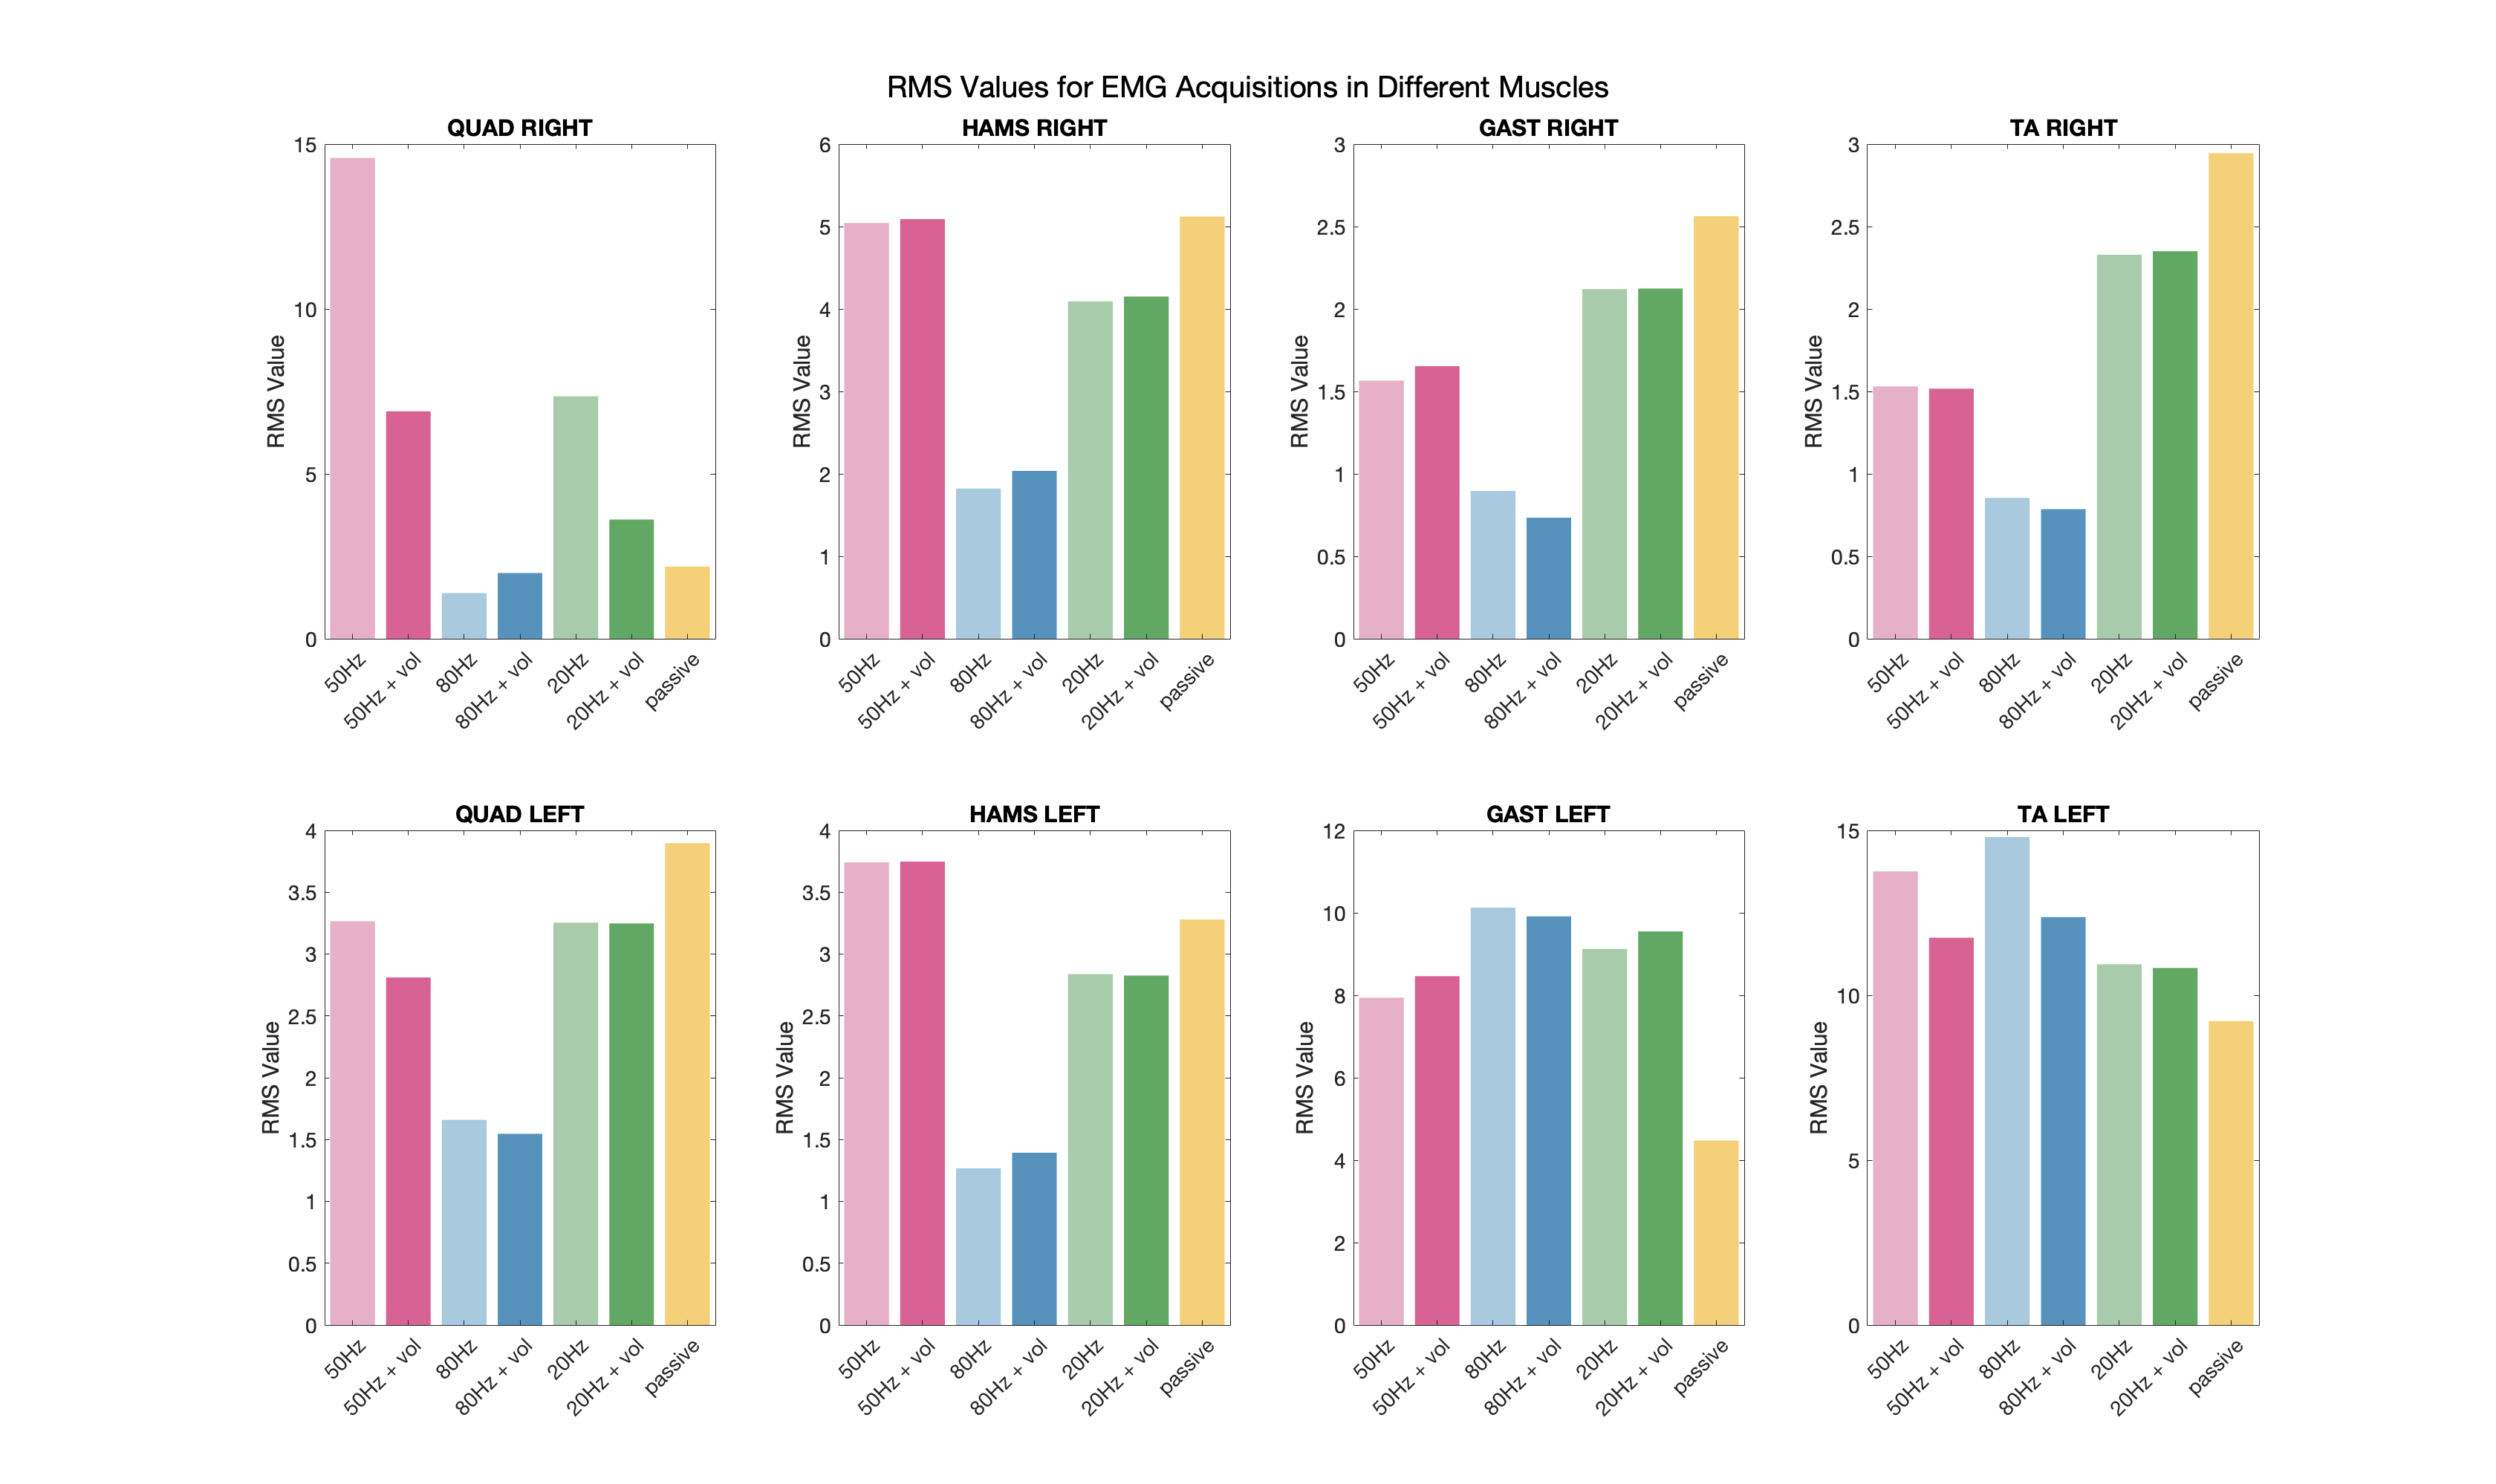 RMS Values for EMG Acquisitions in Different Muscles
QUAD RIGHT
15
10
5
0
RMS Value
50Hz
50Hz + vol
80Hz
80Hz + vol
20Hz
20Hz + vol
passive
HAMS RIGHT
6
5
4
3
2
1
0
RMS Value
50Hz
50Hz + vol
80Hz
80Hz + vol
20Hz
20Hz + vol
passive
GAST RIGHT
3
2.5
2
1.5
1
0.5
0
RMS Value
50Hz
50Hz + vol
80Hz
80Hz + vol
20Hz
20Hz + vol
passive
TA RIGHT
3
2.5
2
1.5
1
0.5
0
RMS Value
50Hz
50Hz + vol
80Hz
80Hz + vol
20Hz
20Hz + vol
passive
QUAD LEFT
4
3.5
3
2.5
2
1.5
1
0.5
0
RMS Value
50Hz
50Hz + vol
80Hz
80Hz + vol
20Hz
20Hz + vol
passive
HAMS LEFT
4
3.5
3
2.5
2
1.5
1
0.5
0
RMS Value
50Hz
50Hz + vol
80Hz
80Hz + vol
20Hz
20Hz + vol
passive
GAST LEFT
12
10
8
6
4
2
0
RMS Value
50Hz
50Hz + vol
80Hz
80Hz + vol
20Hz
20Hz + vol
passive
TA LEFT
15
10
5
0
RMS Value
50Hz
50Hz + vol
80Hz
80Hz + vol
20Hz
20Hz + vol
passive